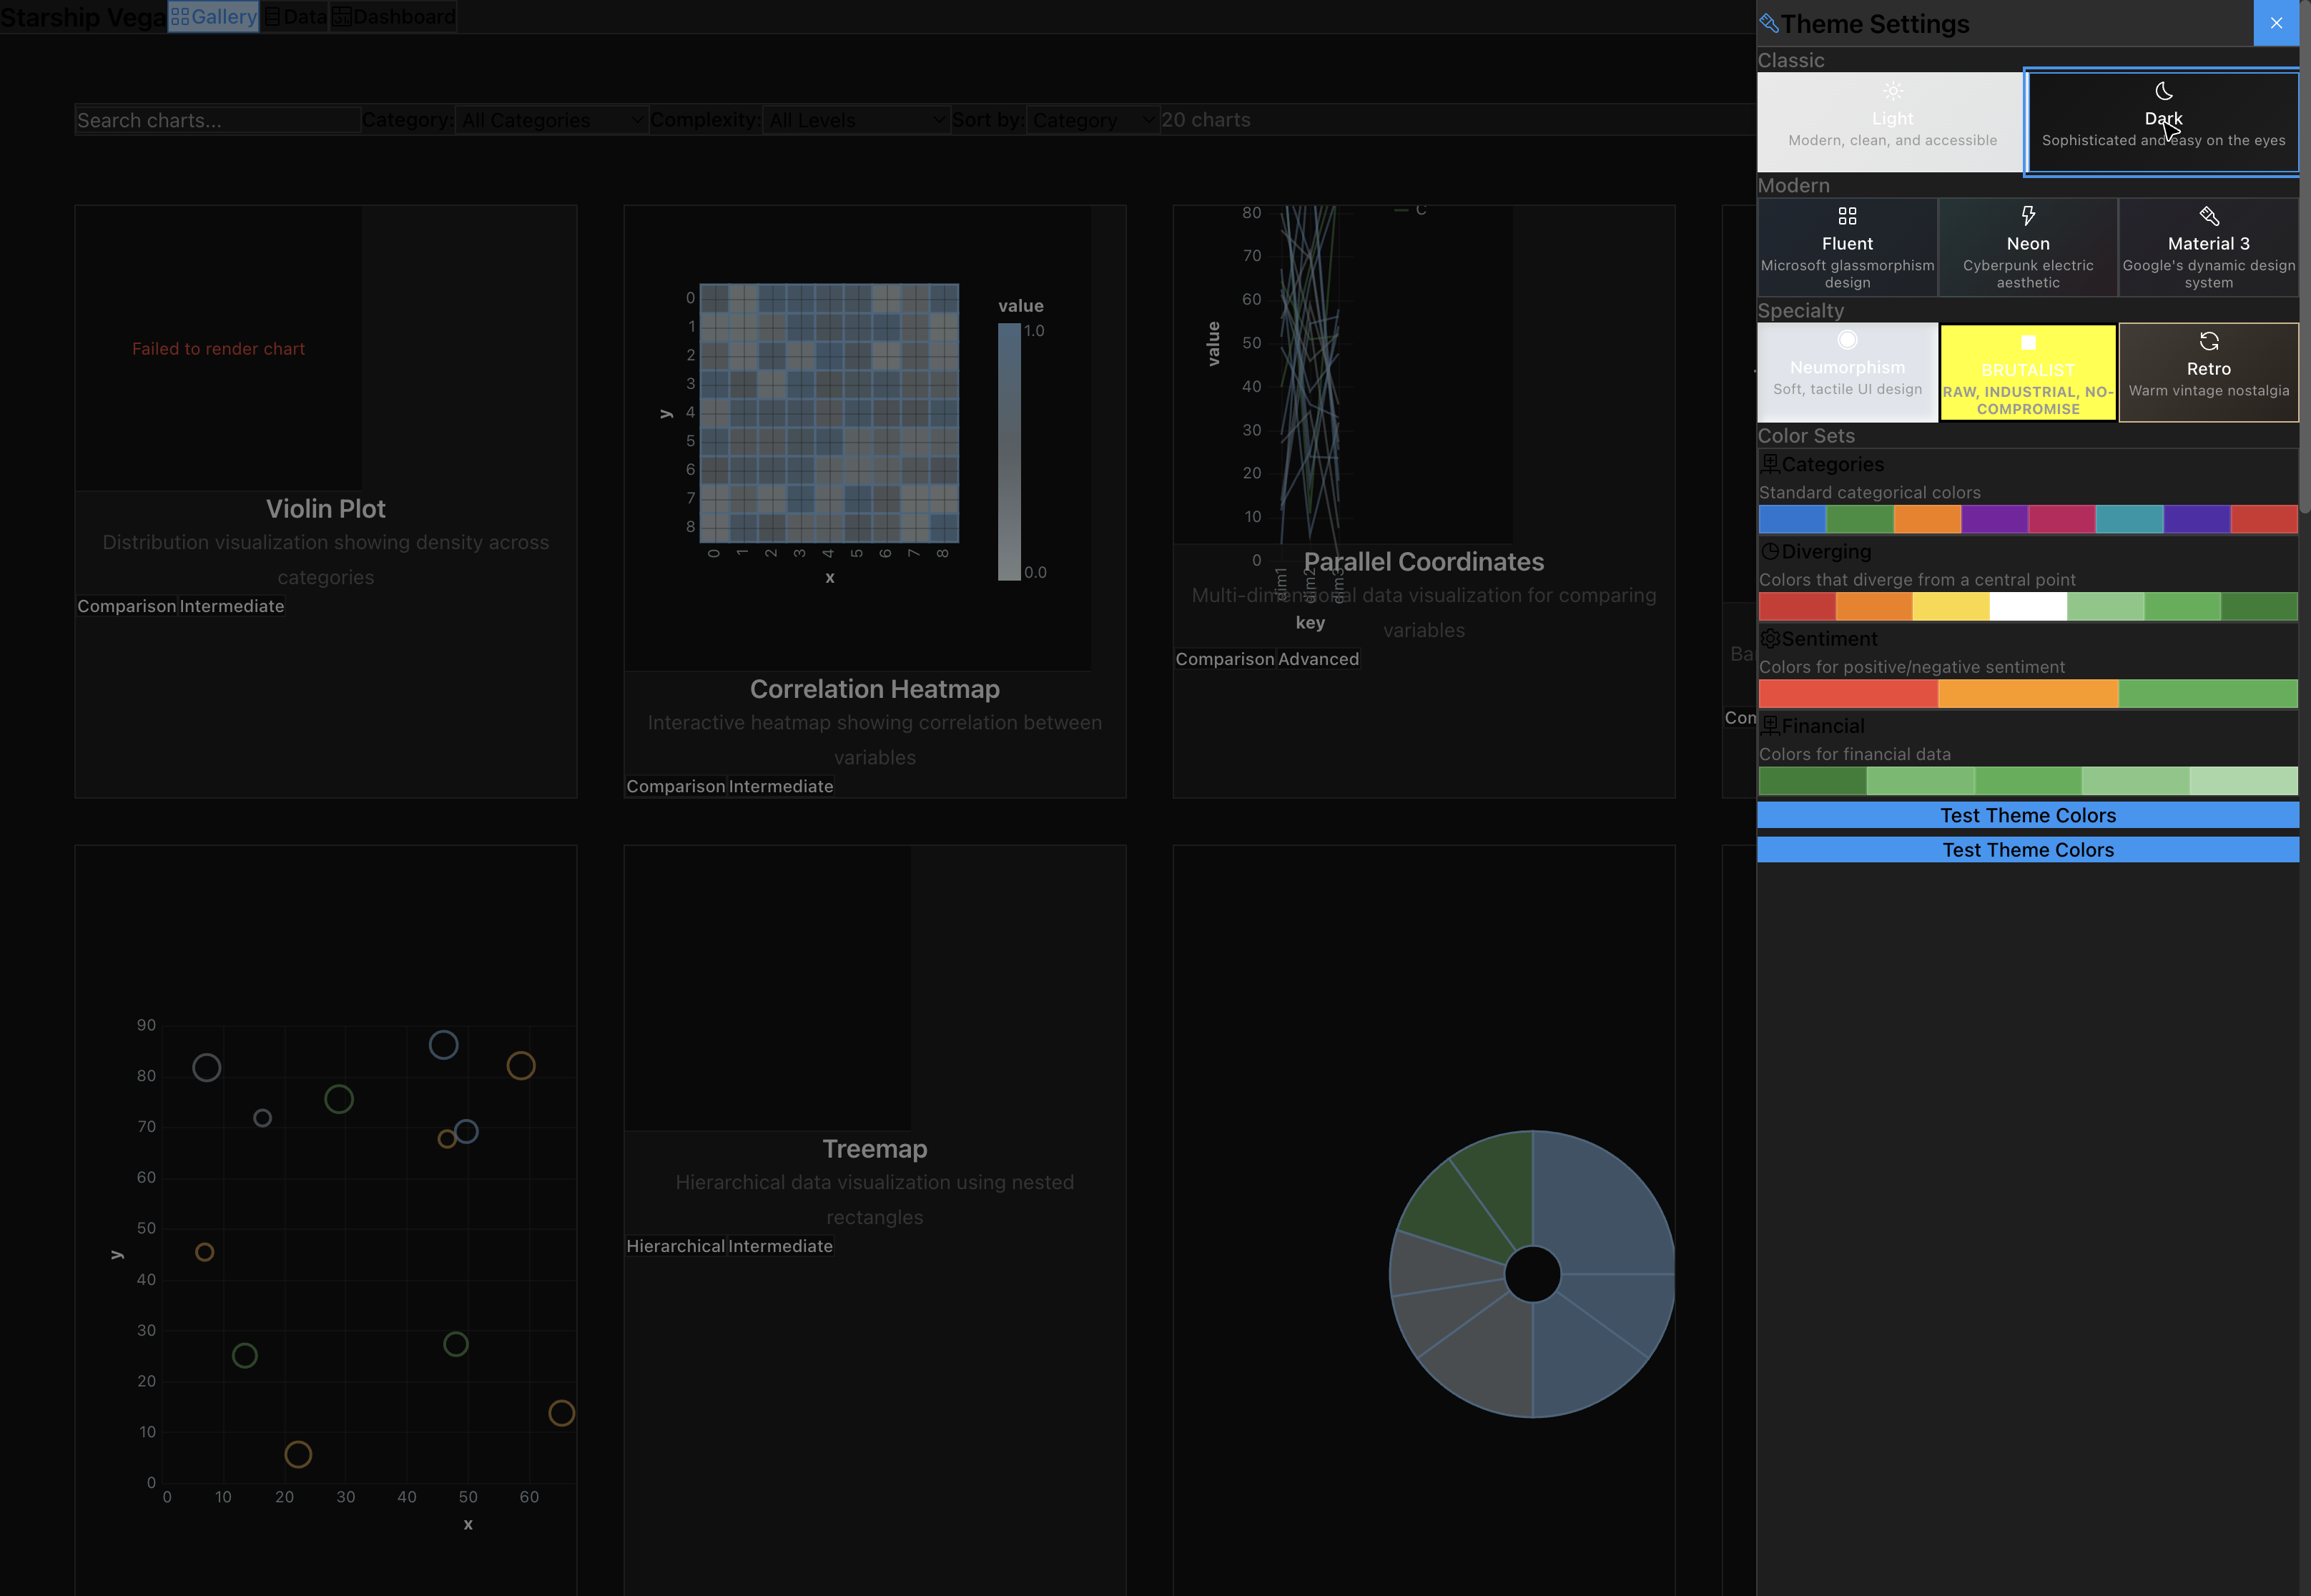 Starship Vega Gallery Data Dashboard
Search charts... Category: All Categories Complexity: All Levels Sort by: Category 20 charts
Failed to render chart
Violin Plot
Distribution visualization showing density across
categories
Comparison Intermediate
value
1.0
0.0
y
0
1
2
3
4
5
6
7
8
0 1 2 3 4 5 6 7 8
x
Correlation Heatmap
Interactive heatmap showing correlation between
variables
Comparison Intermediate
C
value
80
70
60
50
40
30
20
10
0
dim1 dim2 dim3
key
Parallel Coordinates
Multi-dimensional data visualization for comparing
variables
Comparison Advanced
Ba
Con
y
90
80
70
60
50
40
30
20
10
0
0 10 20 30 40 50 60
x
Treemap
Hierarchical data visualization using nested
rectangles
Hierarchical Intermediate
Theme Settings
Classic
Light
Modern, clean, and accessible
Dark
Sophisticated and easy on the eyes
Modern
Fluent
Microsoft glassmorphism
design
Neon
Cyberpunk electric
aesthetic
Material 3
Google's dynamic design
system
Specialty
Neumorphism
Soft, tactile UI design
BRUTALIST
RAW, INDUSTRIAL, NO-
COMPROMISE
Retro
Warm vintage nostalgia
Color Sets
Categories
Standard categorical colors
Diverging
Colors that diverge from a central point
Sentiment
Colors for positive/negative sentiment
Financial
Colors for financial data
Test Theme Colors
Test Theme Colors